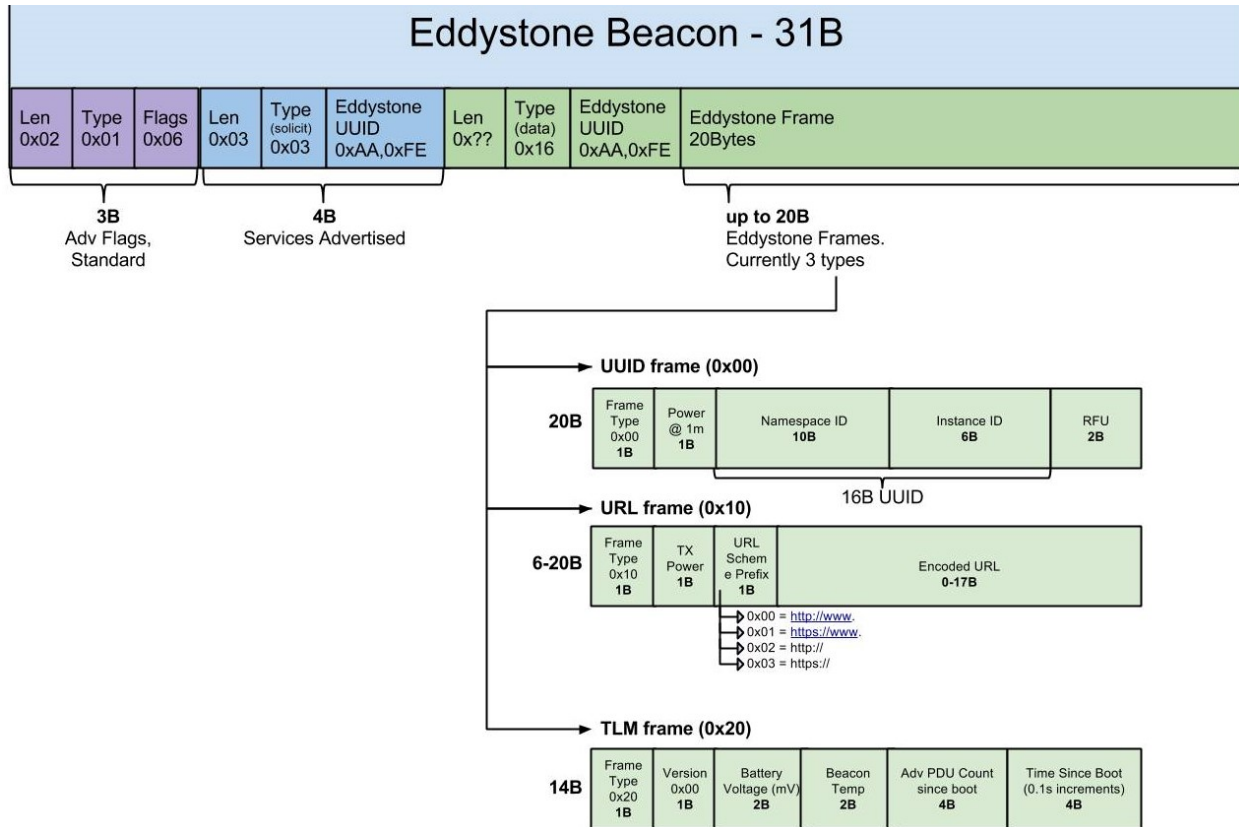 Eddystone Beacon - 31B
Len
0x02
Type
0x01
Flags
0x06
Len
0x03
Type
(solicit)
0x03
Eddystone
UUID
0xAA,0xFE
Len
0x??
Type
(data)
0x16
Eddystone
UUID
0xAA,0xFE
Eddystone Frame
20Bytes
3B
Adv Flags,
Standard
4B
Services Advertised
up to 20B
Eddystone Frames.
Currently 3 types
UUID frame (0x00)
20B
Frame
Type
0x00
1B
Power
@ 1m
1B
Namespace ID
10B
Instance ID
6B
RFU
2B
16B UUID
URL frame (0x10)
6-20B
Frame
Type
0x10
1B
TX
Power
1B
URL
Schem
e Prefix
1B
Encoded URL
0-17B
0x00 = http://www.
0x01 = https://www.
0x02 = http://
0x03 = https://
TLM frame (0x20)
14B
Frame
Type
0x20
1B
Version
0x00
1B
Battery
Voltage (mV)
2B
Beacon
Temp
2B
Adv PDU Count
since boot
4B
Time Since Boot
(0.1s increments)
4B